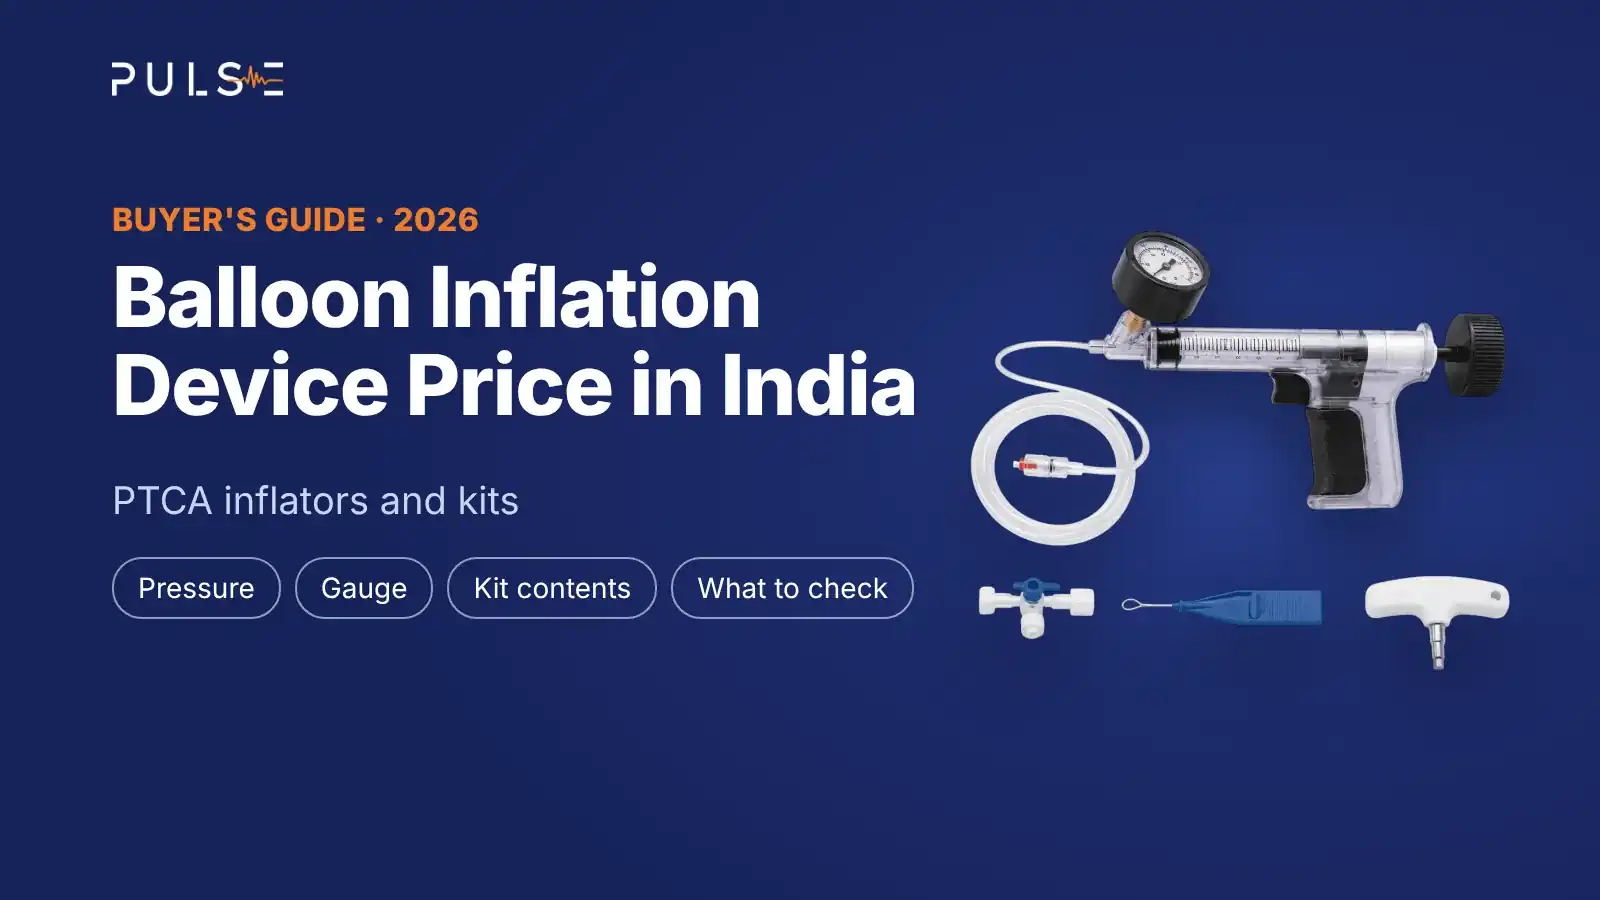 PULSE
BUYER'S GUIDE · 2026
Balloon Inflation
Device Price in India
PTCA inflators and kits
Pressure
Gauge
Kit contents
What to check